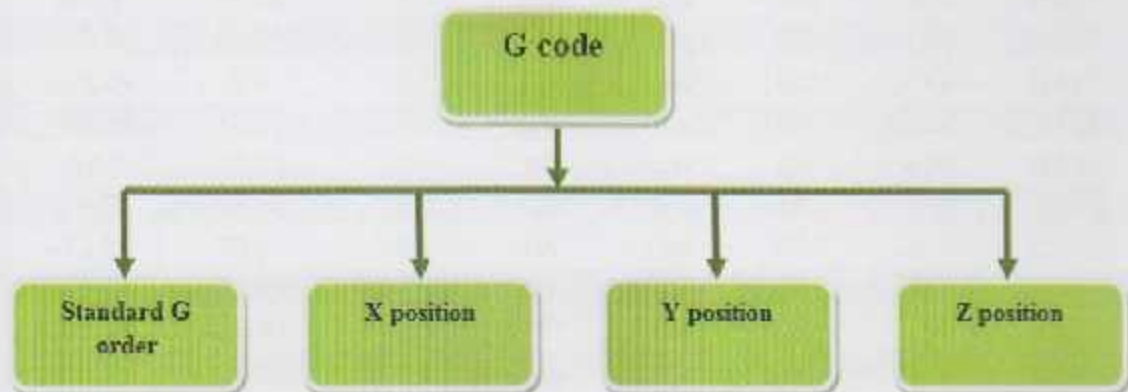 G code
Standard G
order
X position
Y position
Z position